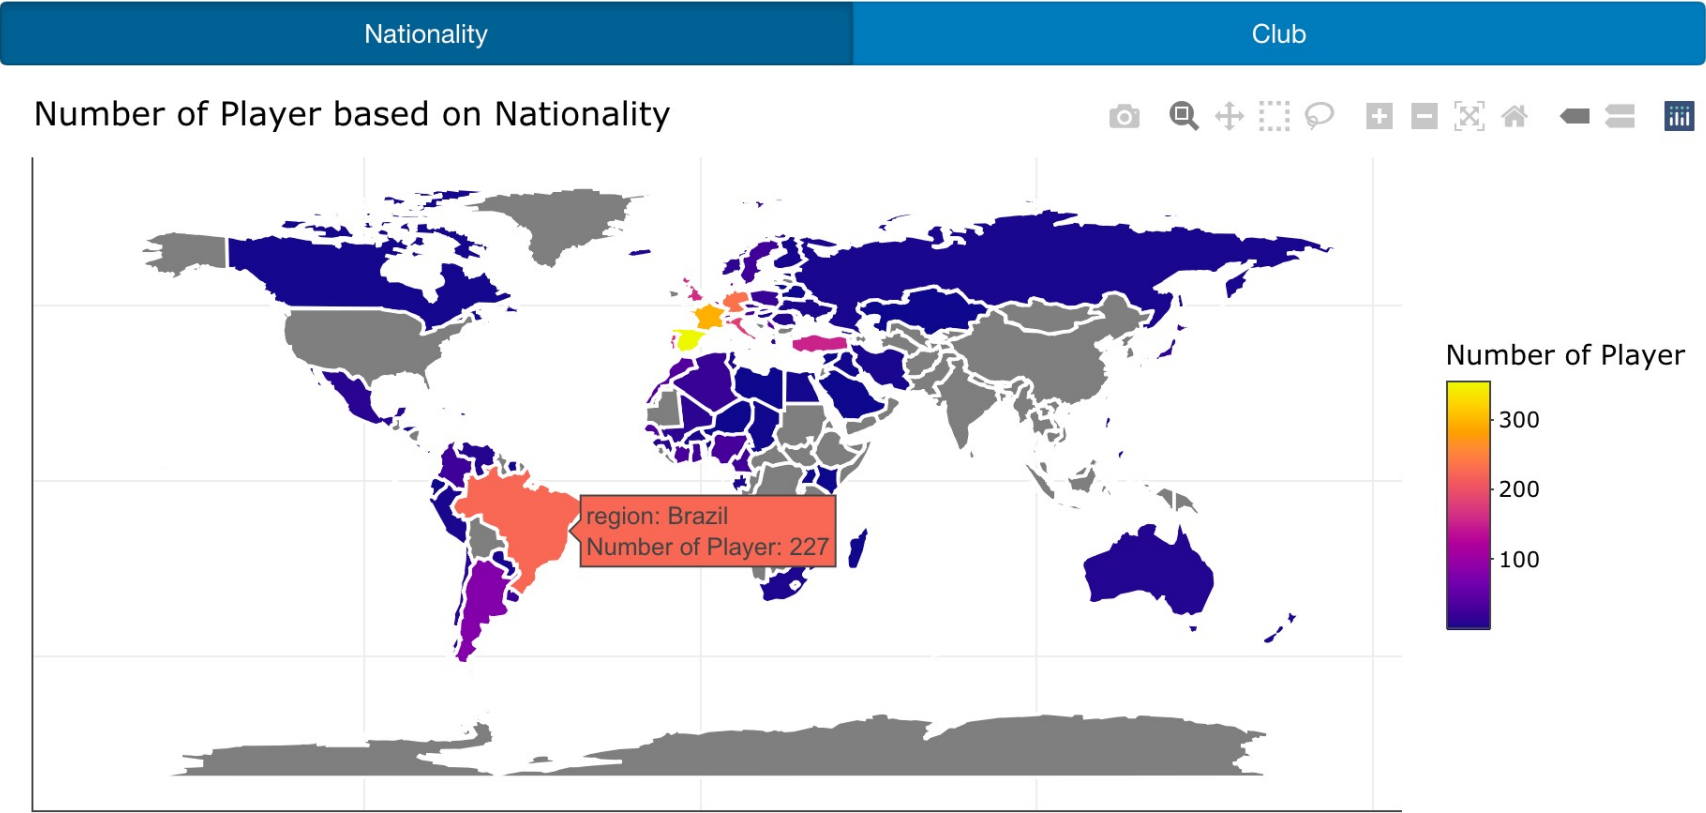 Nationality
Club
Number of Player based on Nationality
region: Brazil
Number of Player: 227
Number of Player
300
200
100